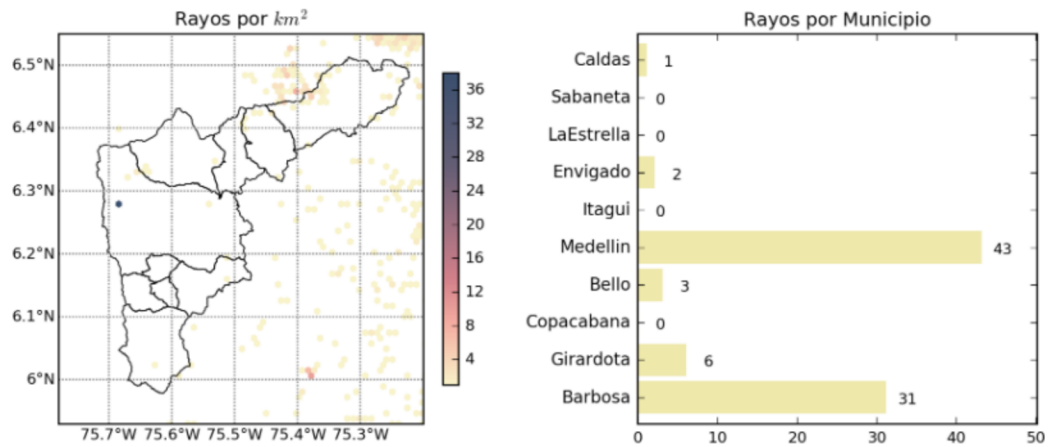 Rayos por km²
6.5°N
6.4°N
6.3°N
6.2°N
6.1°N
6°N
75.7°W 75.6°W 75.5°W 75.4°W 75.3°W
36
32
28
24
20
16
12
8
4
Rayos por Municipio
Caldas 1
Sabaneta 0
LaEstrella 0
Envigado 2
Itagui 0
Medellin 43
Bello 3
Copacabana 0
Girardota 6
Barbosa 31
0 10 20 30 40 50